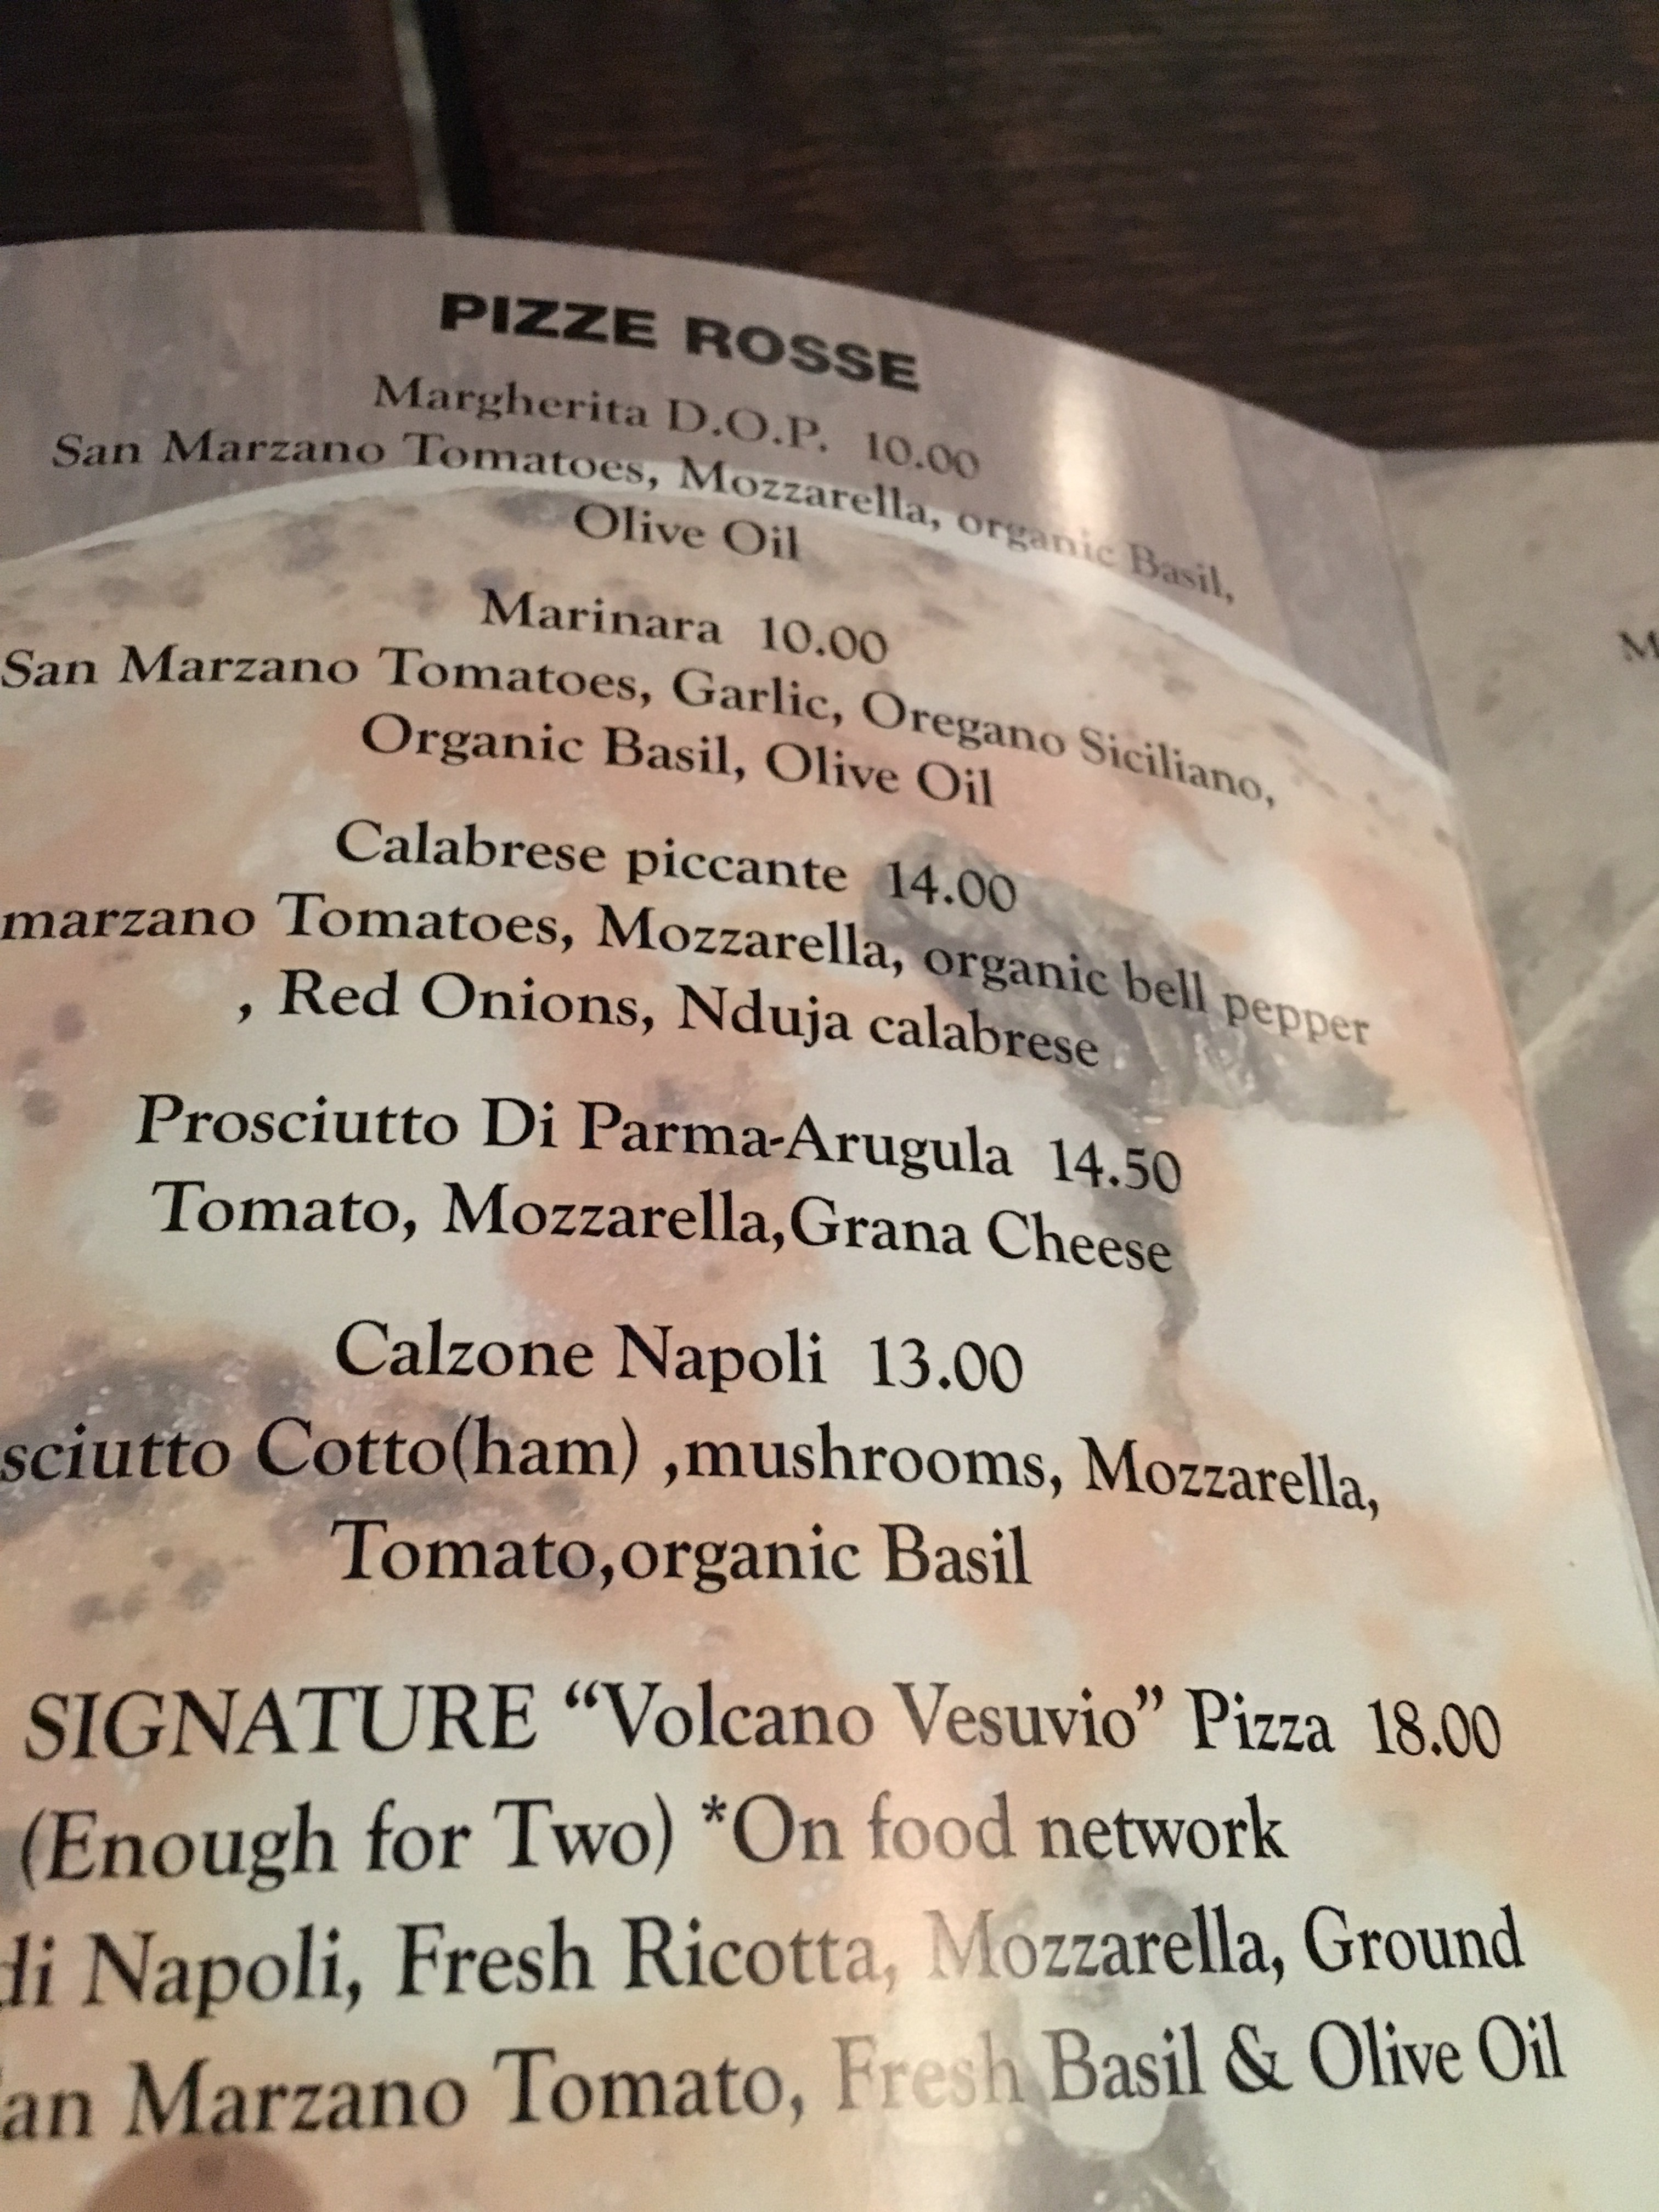 PIZZE ROSSE
Margherita D.O.P. 10.00
San Marzano Tomatoes, Mozzarella, organic Basil,
Olive Oil
Marinara 10.00
San Marzano Tomatoes, Garlic, Oregano Siciliano,
Organic Basil, Olive Oil
Calabrese piccante 14.00
marzano Tomatoes, Mozzarella, organic bell pepper
, Red Onions, Nduja calabrese
Prosciutto Di Parma-Arugula 14.50
Tomato, Mozzarella,Grana Cheese
Calzone Napoli 13.00
sciutto Cotto(ham) ,mushrooms, Mozzarella,
Tomato,organic Basil
SIGNATURE “Volcano Vesuvio” Pizza 18.00
(Enough for Two) *On food network
di Napoli, Fresh Ricotta, Mozzarella, Ground
an Marzano Tomato, Fresh Basil & Olive Oil